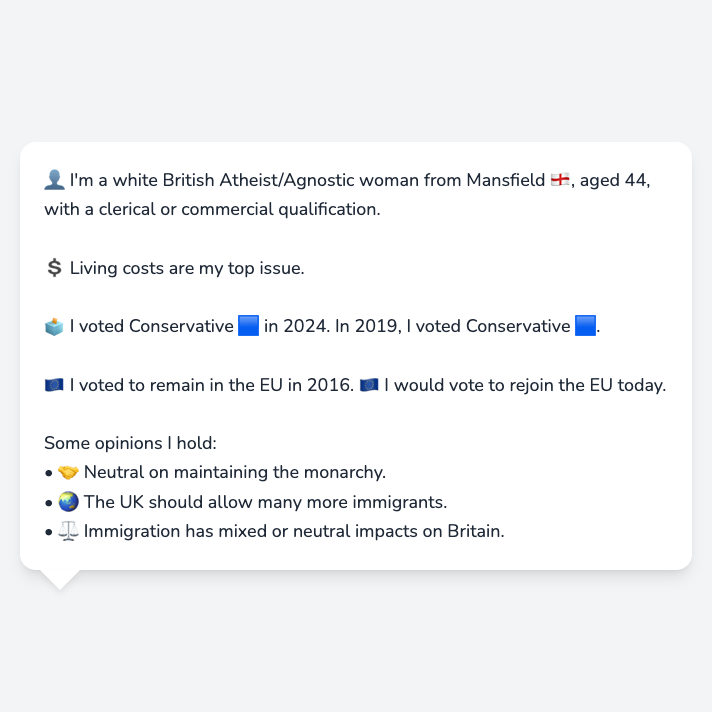 👤 I'm a white British Atheist/Agnostic woman from Mansfield 🏴󠁧󠁢󠁥󠁮󠁧󠁿, aged 44,
with a clerical or commercial qualification.
💲 Living costs are my top issue.
🗳️ I voted Conservative 🟦 in 2024. In 2019, I voted Conservative 🟦.
🇪🇺 I voted to remain in the EU in 2016. 🇪🇺 I would vote to rejoin the EU today.
Some opinions I hold:
• 🤝 Neutral on maintaining the monarchy.
• 🌏 The UK should allow many more immigrants.
• ⚖️ Immigration has mixed or neutral impacts on Britain.